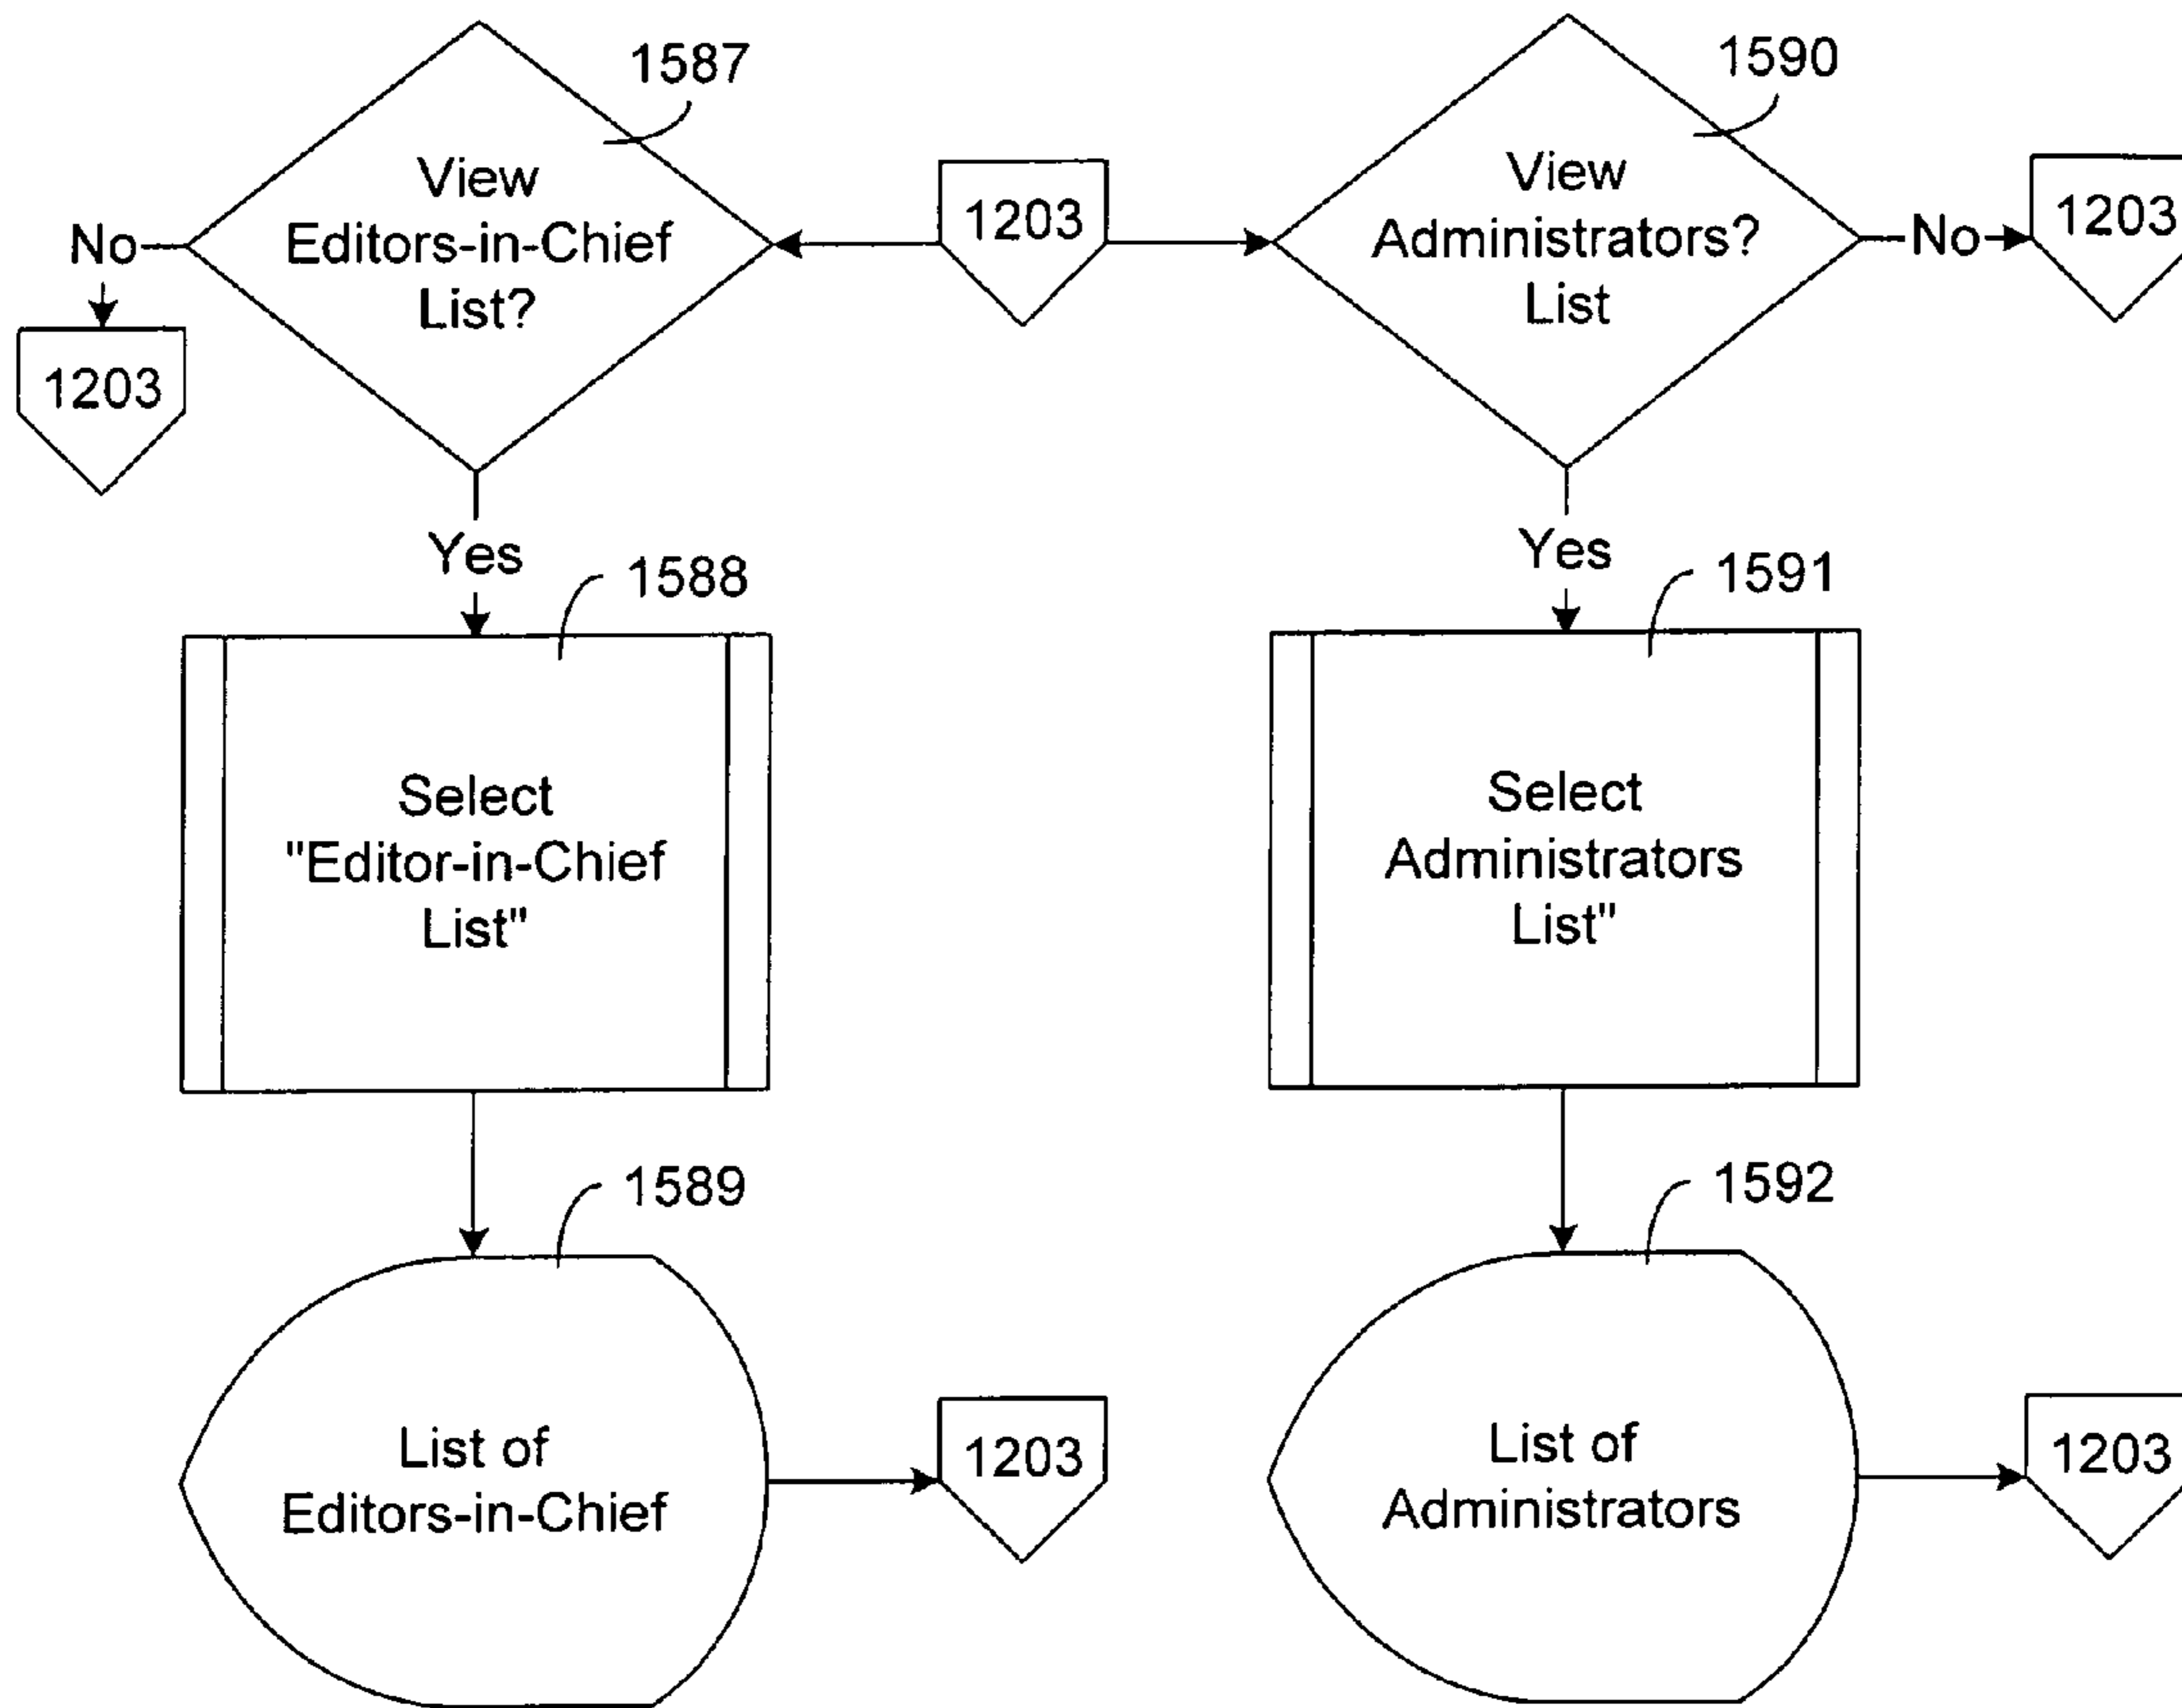 1587
View
Editors-in-Chief
List?
No
1203
1203
1590
View
Administrators?
List
No
1203
Yes
1588
Select
"Editor-in-Chief
List"
Yes
1591
Select
Administrators
List"
1589
List of
Editors-in-Chief
1203
1592
List of
Administrators
1203